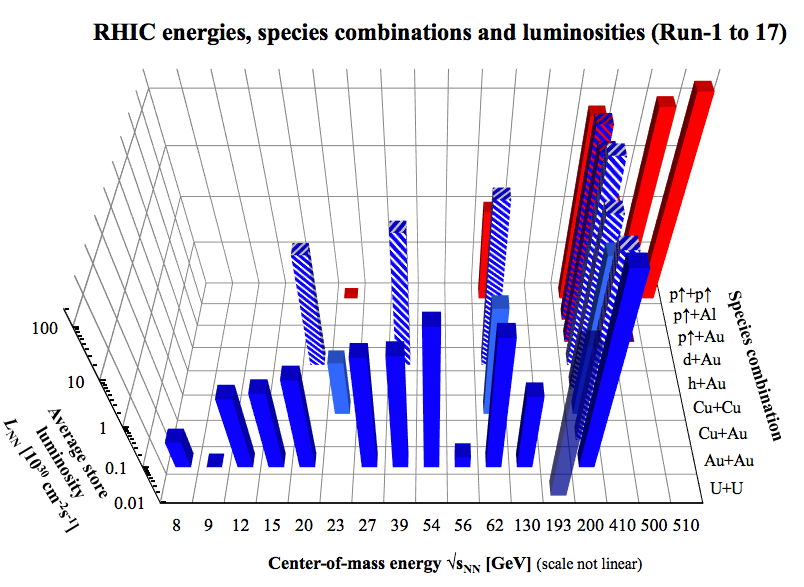 RHIC energies, species combinations and luminosities (Run-1 to 17)
100
10
1
0.1
0.01
Average store
luminosity
L_NN [10^30 cm^-2 s^-1]
p↑+p↑
p↑+Al
p↑+Au
d+Au
h+Au
Cu+Cu
Cu+Au
Au+Au
U+U
Species combination
8 9 12 15 20 23 27 39 54 56 62 130 193 200 410 500 510
Center-of-mass energy √s_NN [GeV] (scale not linear)